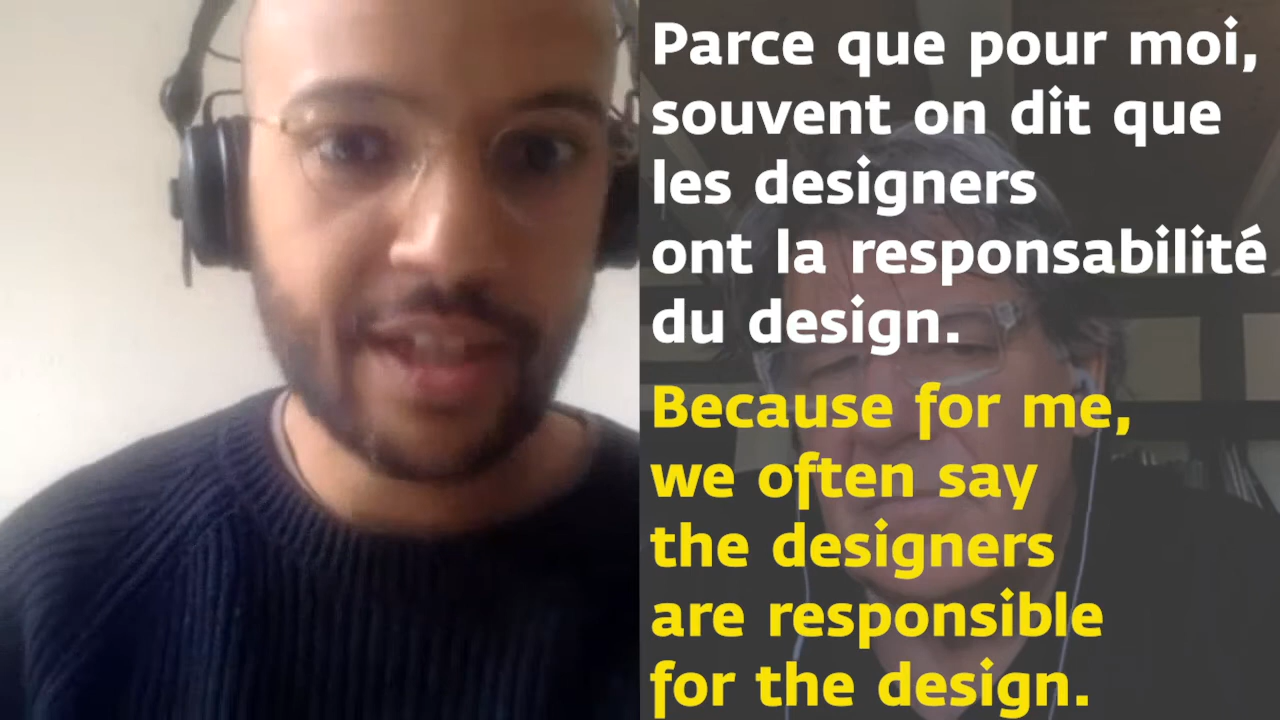 Parce que pour moi,
souvent on dit que
les designers
ont la responsabilité
du design.
Because for me,
we often say
the designers
are responsible
for the design.